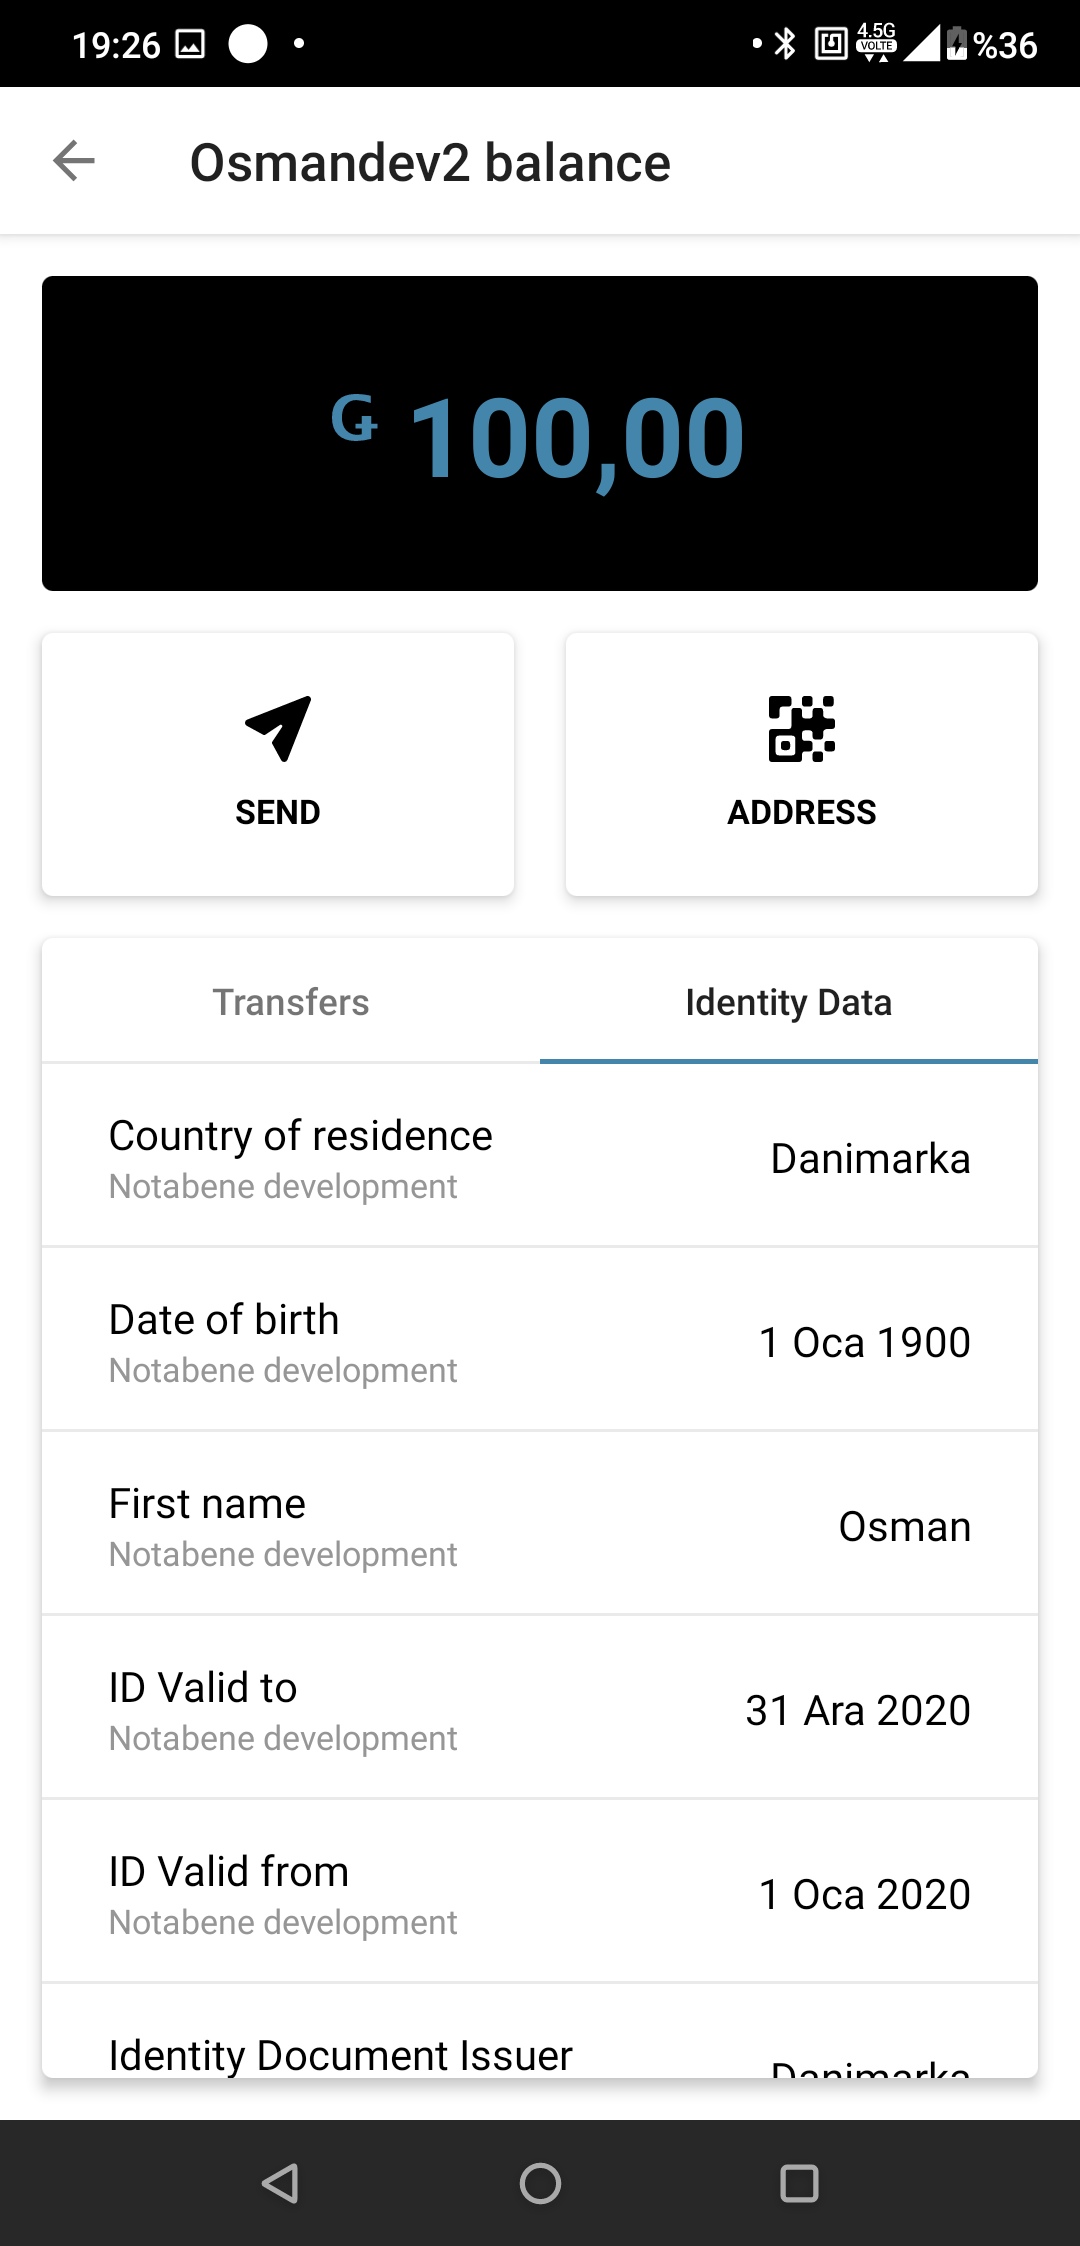 19:26 4.5G VOLTE %36
Osmandev2 balance
Ǥ 100,00
SEND
ADDRESS
Transfers
Identity Data
Country of residence
Notabene development
Danimarka
Date of birth
Notabene development
1 Oca 1900
First name
Notabene development
Osman
ID Valid to
Notabene development
31 Ara 2020
ID Valid from
Notabene development
1 Oca 2020
Identity Document Issuer
Danimarka